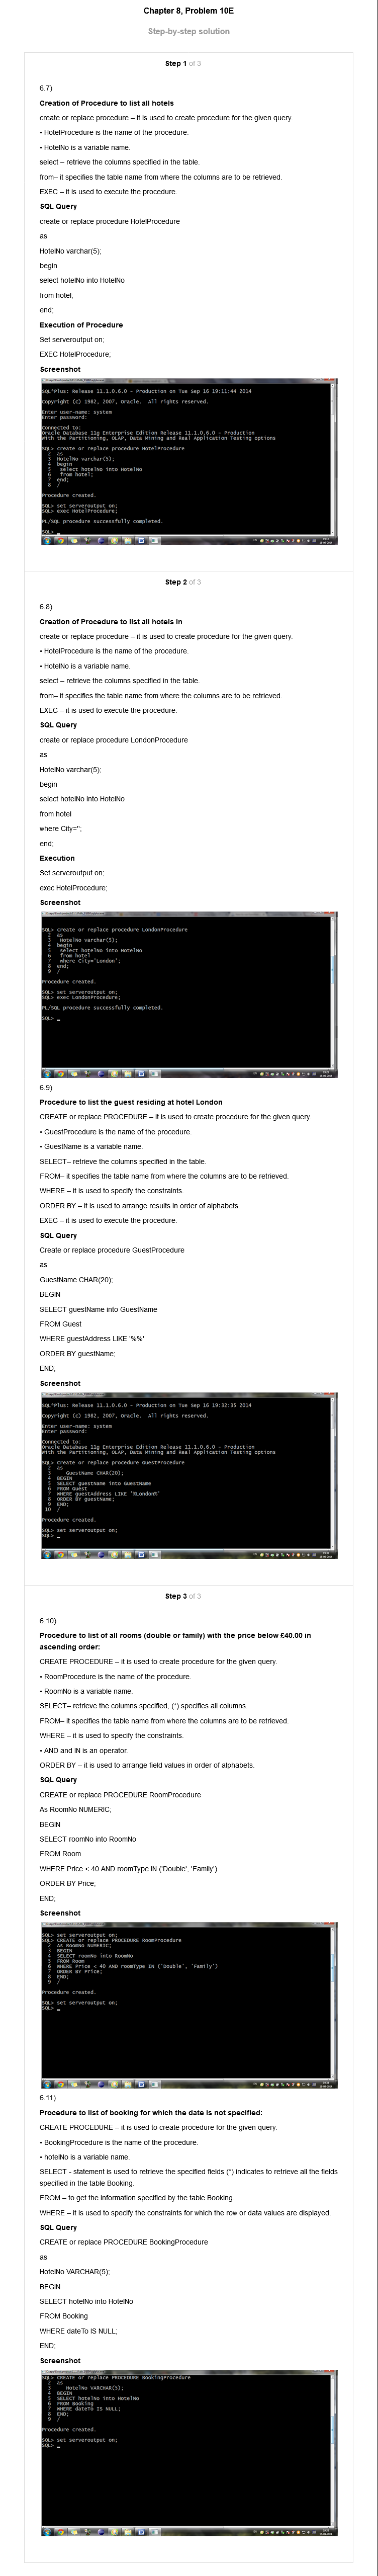 Chapter 8, Problem 10E
Step-by-step solution
Step 1 of 3
6.7)
Creation of Procedure to list all hotels
create or replace procedure – it is used to create procedure for the given query.
• HotelProcedure is the name of the procedure.
• HotelNo is a variable name.
select – retrieve the columns specified in the table.
from– it specifies the table name from where the columns are to be retrieved.
EXEC – it is used to execute the procedure.
SQL Query
create or replace procedure HotelProcedure
as
HotelNo varchar(5);
begin
select hotelNo into HotelNo
from hotel;
end;
Execution of Procedure
Set serveroutput on;
EXEC HotelProcedure;
Screenshot
SQL*Plus: Release 11.1.0.6.0 - Production on Tue Sep 16 19:11:44 2014
Copyright (c) 1982, 2007, Oracle. All rights reserved.
Enter user-name: system
Enter password:
Connected to:
Oracle Database 11g Enterprise Edition Release 11.1.0.6.0 - Production
With the Partitioning, OLAP, Data Mining and Real Application Testing options
SQL> create or replace procedure HotelProcedure
2 as
3 HotelNo varchar(5);
4 begin
5 select hotelNo into HotelNo
6 from hotel;
7 end;
8 /
Procedure created.
SQL> set serveroutput on;
SQL> exec HotelProcedure;
PL/SQL procedure successfully completed.
SQL>
Step 2 of 3
6.8)
Creation of Procedure to list all hotels in
create or replace procedure – it is used to create procedure for the given query.
• HotelProcedure is the name of the procedure.
• HotelNo is a variable name.
select – retrieve the columns specified in the table.
from– it specifies the table name from where the columns are to be retrieved.
EXEC – it is used to execute the procedure.
SQL Query
create or replace procedure LondonProcedure
as
HotelNo varchar(5);
begin
select hotelNo into HotelNo
from hotel
where City='';
end;
Execution
Set serveroutput on;
exec HotelProcedure;
Screenshot
SQL> create or replace procedure LondonProcedure
2 as
3 HotelNo varchar(5);
4 begin
5 select hotelNo into HotelNo
6 from hotel
7 where City='London';
8 end;
9 /
Procedure created.
SQL> set serveroutput on;
SQL> exec LondonProcedure;
PL/SQL procedure successfully completed.
SQL>
6.9)
Procedure to list the guest residing at hotel London
CREATE or replace PROCEDURE – it is used to create procedure for the given query.
• GuestProcedure is the name of the procedure.
• GuestName is a variable name.
SELECT– retrieve the columns specified in the table.
FROM– it specifies the table name from where the columns are to be retrieved.
WHERE – it is used to specify the constraints.
ORDER BY – it is used to arrange results in order of alphabets.
EXEC – it is used to execute the procedure.
SQL Query
Create or replace procedure GuestProcedure
as
GuestName CHAR(20);
BEGIN
SELECT guestName into GuestName
FROM Guest
WHERE guestAddress LIKE '%%'
ORDER BY guestName;
END;
Screenshot
SQL*Plus: Release 11.1.0.6.0 - Production on Tue Sep 16 19:32:35 2014
Copyright (c) 1982, 2007, Oracle. All rights reserved.
Enter user-name: system
Enter password:
Connected to:
Oracle Database 11g Enterprise Edition Release 11.1.0.6.0 - Production
With the Partitioning, OLAP, Data Mining and Real Application Testing options
SQL> Create or replace procedure GuestProcedure
2 as
3 GuestName CHAR(20);
4 BEGIN
5 SELECT guestName into GuestName
6 FROM Guest
7 WHERE guestAddress LIKE '%London%'
8 ORDER BY guestName;
9 END;
10 /
Procedure created.
SQL> set serveroutput on;
SQL>
Step 3 of 3
6.10)
Procedure to list of all rooms (double or family) with the price below £40.00 in
ascending order:
CREATE PROCEDURE – it is used to create procedure for the given query.
• RoomProcedure is the name of the procedure.
• RoomNo is a variable name.
SELECT– retrieve the columns specified, (*) specifies all columns.
FROM– it specifies the table name from where the columns are to be retrieved.
WHERE – it is used to specify the constraints.
• AND and IN is an operator.
ORDER BY – it is used to arrange field values in order of alphabets.
SQL Query
CREATE or replace PROCEDURE RoomProcedure
As RoomNo NUMERIC;
BEGIN
SELECT roomNo into RoomNo
FROM Room
WHERE Price < 40 AND roomType IN ('Double', 'Family')
ORDER BY Price;
END;
Screenshot
SQL> set serveroutput on;
SQL> CREATE or replace PROCEDURE RoomProcedure
2 As RoomNo NUMERIC;
3 BEGIN
4 SELECT roomNo into RoomNo
5 FROM Room
6 WHERE Price < 40 AND roomType IN ('Double', 'Family')
7 ORDER BY Price;
8 END;
9 /
Procedure created.
SQL> set serveroutput on;
SQL>
6.11)
Procedure to list of booking for which the date is not specified:
CREATE PROCEDURE – it is used to create procedure for the given query.
• BookingProcedure is the name of the procedure.
• hotelNo is a variable name.
SELECT - statement is used to retrieve the specified fields (*) indicates to retrieve all the fields
specified in the table Booking.
FROM – to get the information specified by the table Booking.
WHERE – it is used to specify the constraints for which the row or data values are displayed.
SQL Query
CREATE or replace PROCEDURE BookingProcedure
as
HotelNo VARCHAR(5);
BEGIN
SELECT hotelNo into HotelNo
FROM Booking
WHERE dateTo IS NULL;
END;
Screenshot
SQL> CREATE or replace PROCEDURE BookingProcedure
2 as
3 HotelNo VARCHAR(5);
4 BEGIN
5 SELECT hotelNo into HotelNo
6 FROM Booking
7 WHERE dateTo IS NULL;
8 END;
9 /
Procedure created.
SQL> set serveroutput on;
SQL>